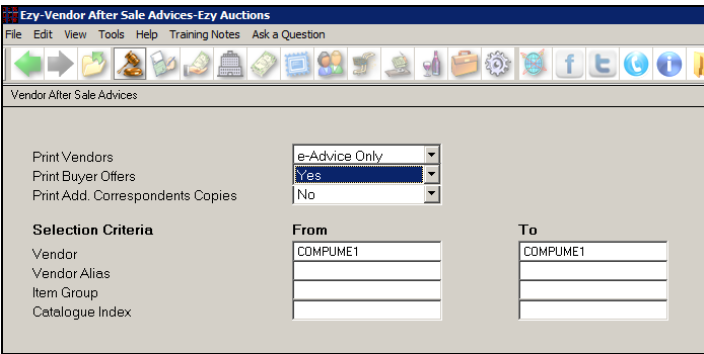 Ezy-Vendor After Sale Advices-Ezy Auctions
File Edit View Tools Help Training Notes Ask a Question
Vendor After Sale Advices
Print Vendors e-Advice Only
Print Buyer Offers Yes
Print Add. Correspondents Copies No
Selection Criteria From To
Vendor COMPUME1 COMPUME1
Vendor Alias
Item Group
Catalogue Index